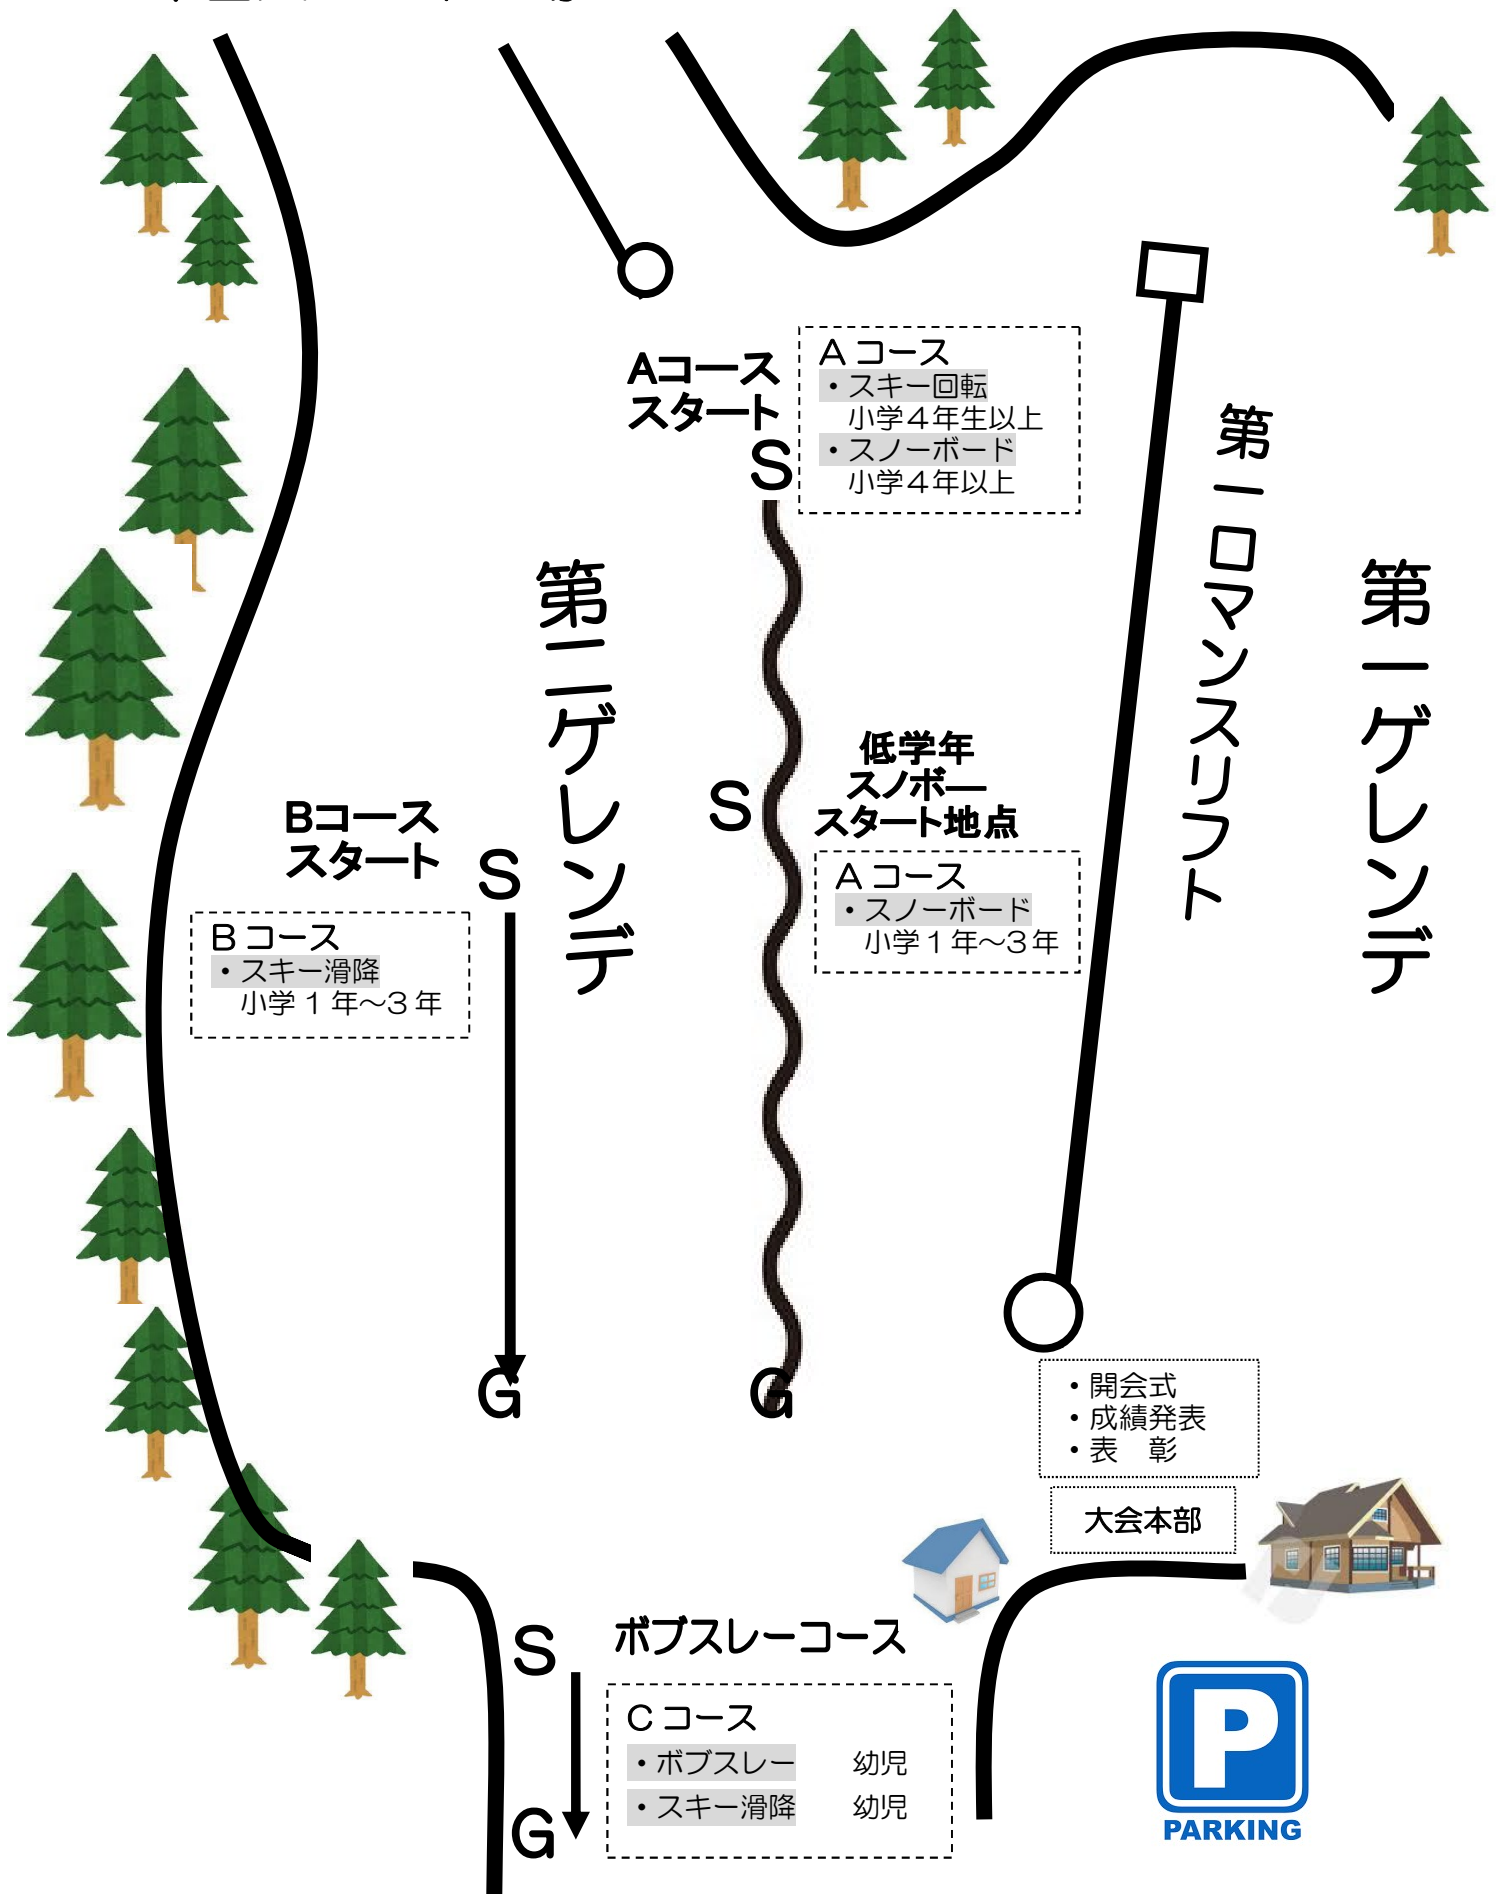 Aコース
スタート
S
A コース
・スキー回転
小学４年生以上
・スノーボード
小学４年以上
第一ロマンスリフト
第一ゲレンデ
第二ゲレンデ
S
低学年
スノボー
スタート地点
A コース
・スノーボード
小学１年～３年
Bコース
スタート
S
B コース
・スキー滑降
小学１年～３年
G
G
・開会式
・成績発表
・表　彰
大会本部
S
ボブスレーコース
C コース
・ボブスレー　　幼児
・スキー滑降　　幼児
G
P
PARKING